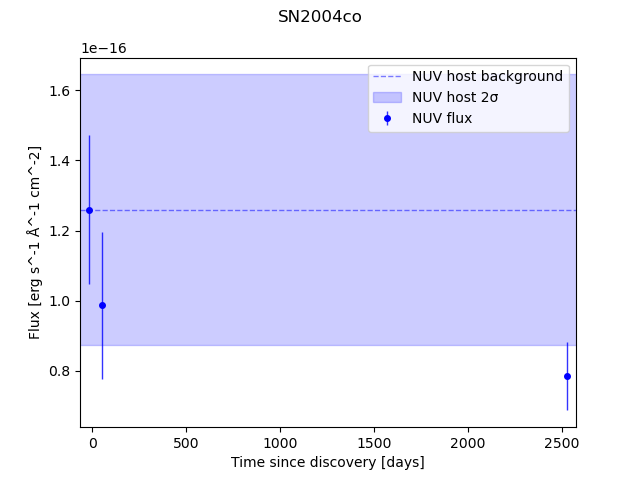 SN2004co
1e−16
NUV host background
NUV host 2σ
NUV flux
1.6
1.4
1.2
1.0
0.8
Flux [erg s^-1 Å^-1 cm^-2]
0
500
1000
1500
2000
2500
Time since discovery [days]